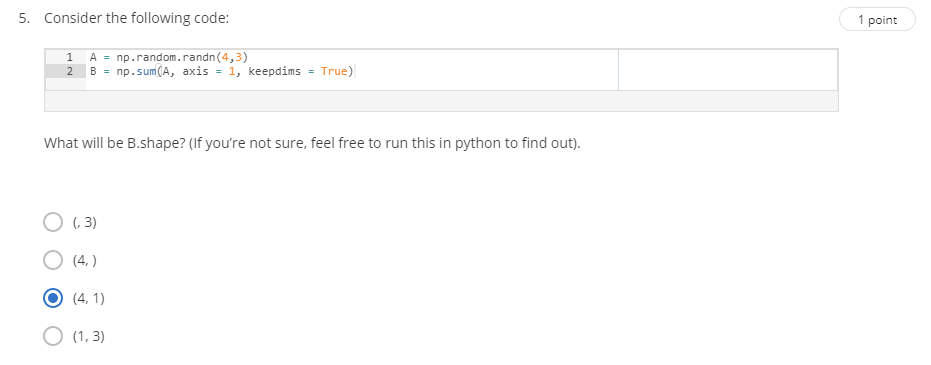 5. Consider the following code:
1 point
1 A = np.random.randn(4,3)
2 B = np.sum(A, axis = 1, keepdims = True)
What will be B.shape? (If you're not sure, feel free to run this in python to find out).
(, 3)
(4, )
(4, 1)
(1, 3)